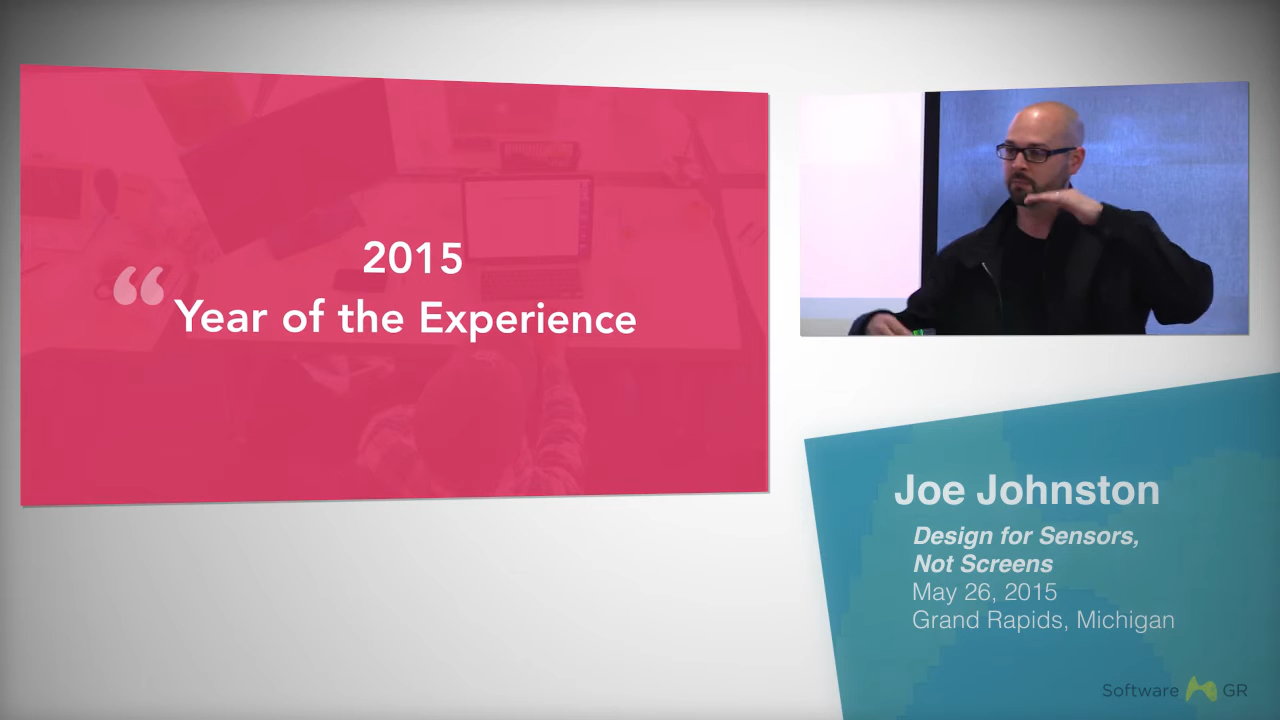 “
2015
Year of the Experience
Joe Johnston
Design for Sensors,
Not Screens
May 26, 2015
Grand Rapids, Michigan
Software GR